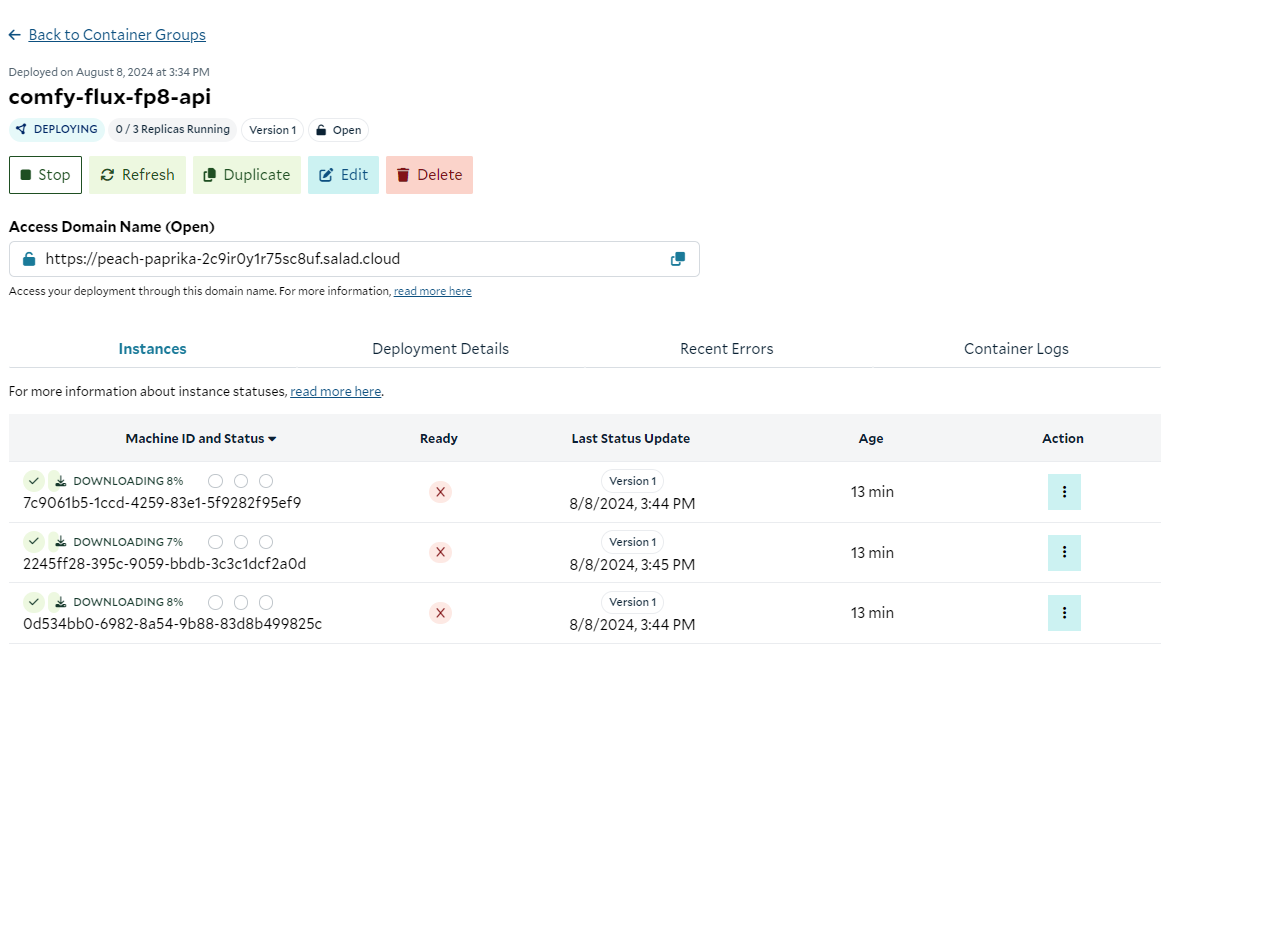 Back to Container Groups
Deployed on August 8, 2024 at 3:34 PM
comfy-flux-fp8-api
DEPLOYING 0 / 3 Replicas Running Version 1 Open
Stop Refresh Duplicate Edit Delete
Access Domain Name (Open)
https://peach-paprika-2c9ir0y1r75sc8uf.salad.cloud
Access your deployment through this domain name. For more information, read more here
Instances Deployment Details Recent Errors Container Logs
For more information about instance statuses, read more here.
Machine ID and Status Ready Last Status Update Age Action
DOWNLOADING 8% Version 1
7c9061b5-1ccd-4259-83e1-5f9282f95ef9 8/8/2024, 3:44 PM 13 min
DOWNLOADING 7% Version 1
2245ff28-395c-9059-bbdb-3c3c1dcf2a0d 8/8/2024, 3:45 PM 13 min
DOWNLOADING 8% Version 1
0d534bb0-6982-8a54-9b88-83d8b499825c 8/8/2024, 3:44 PM 13 min